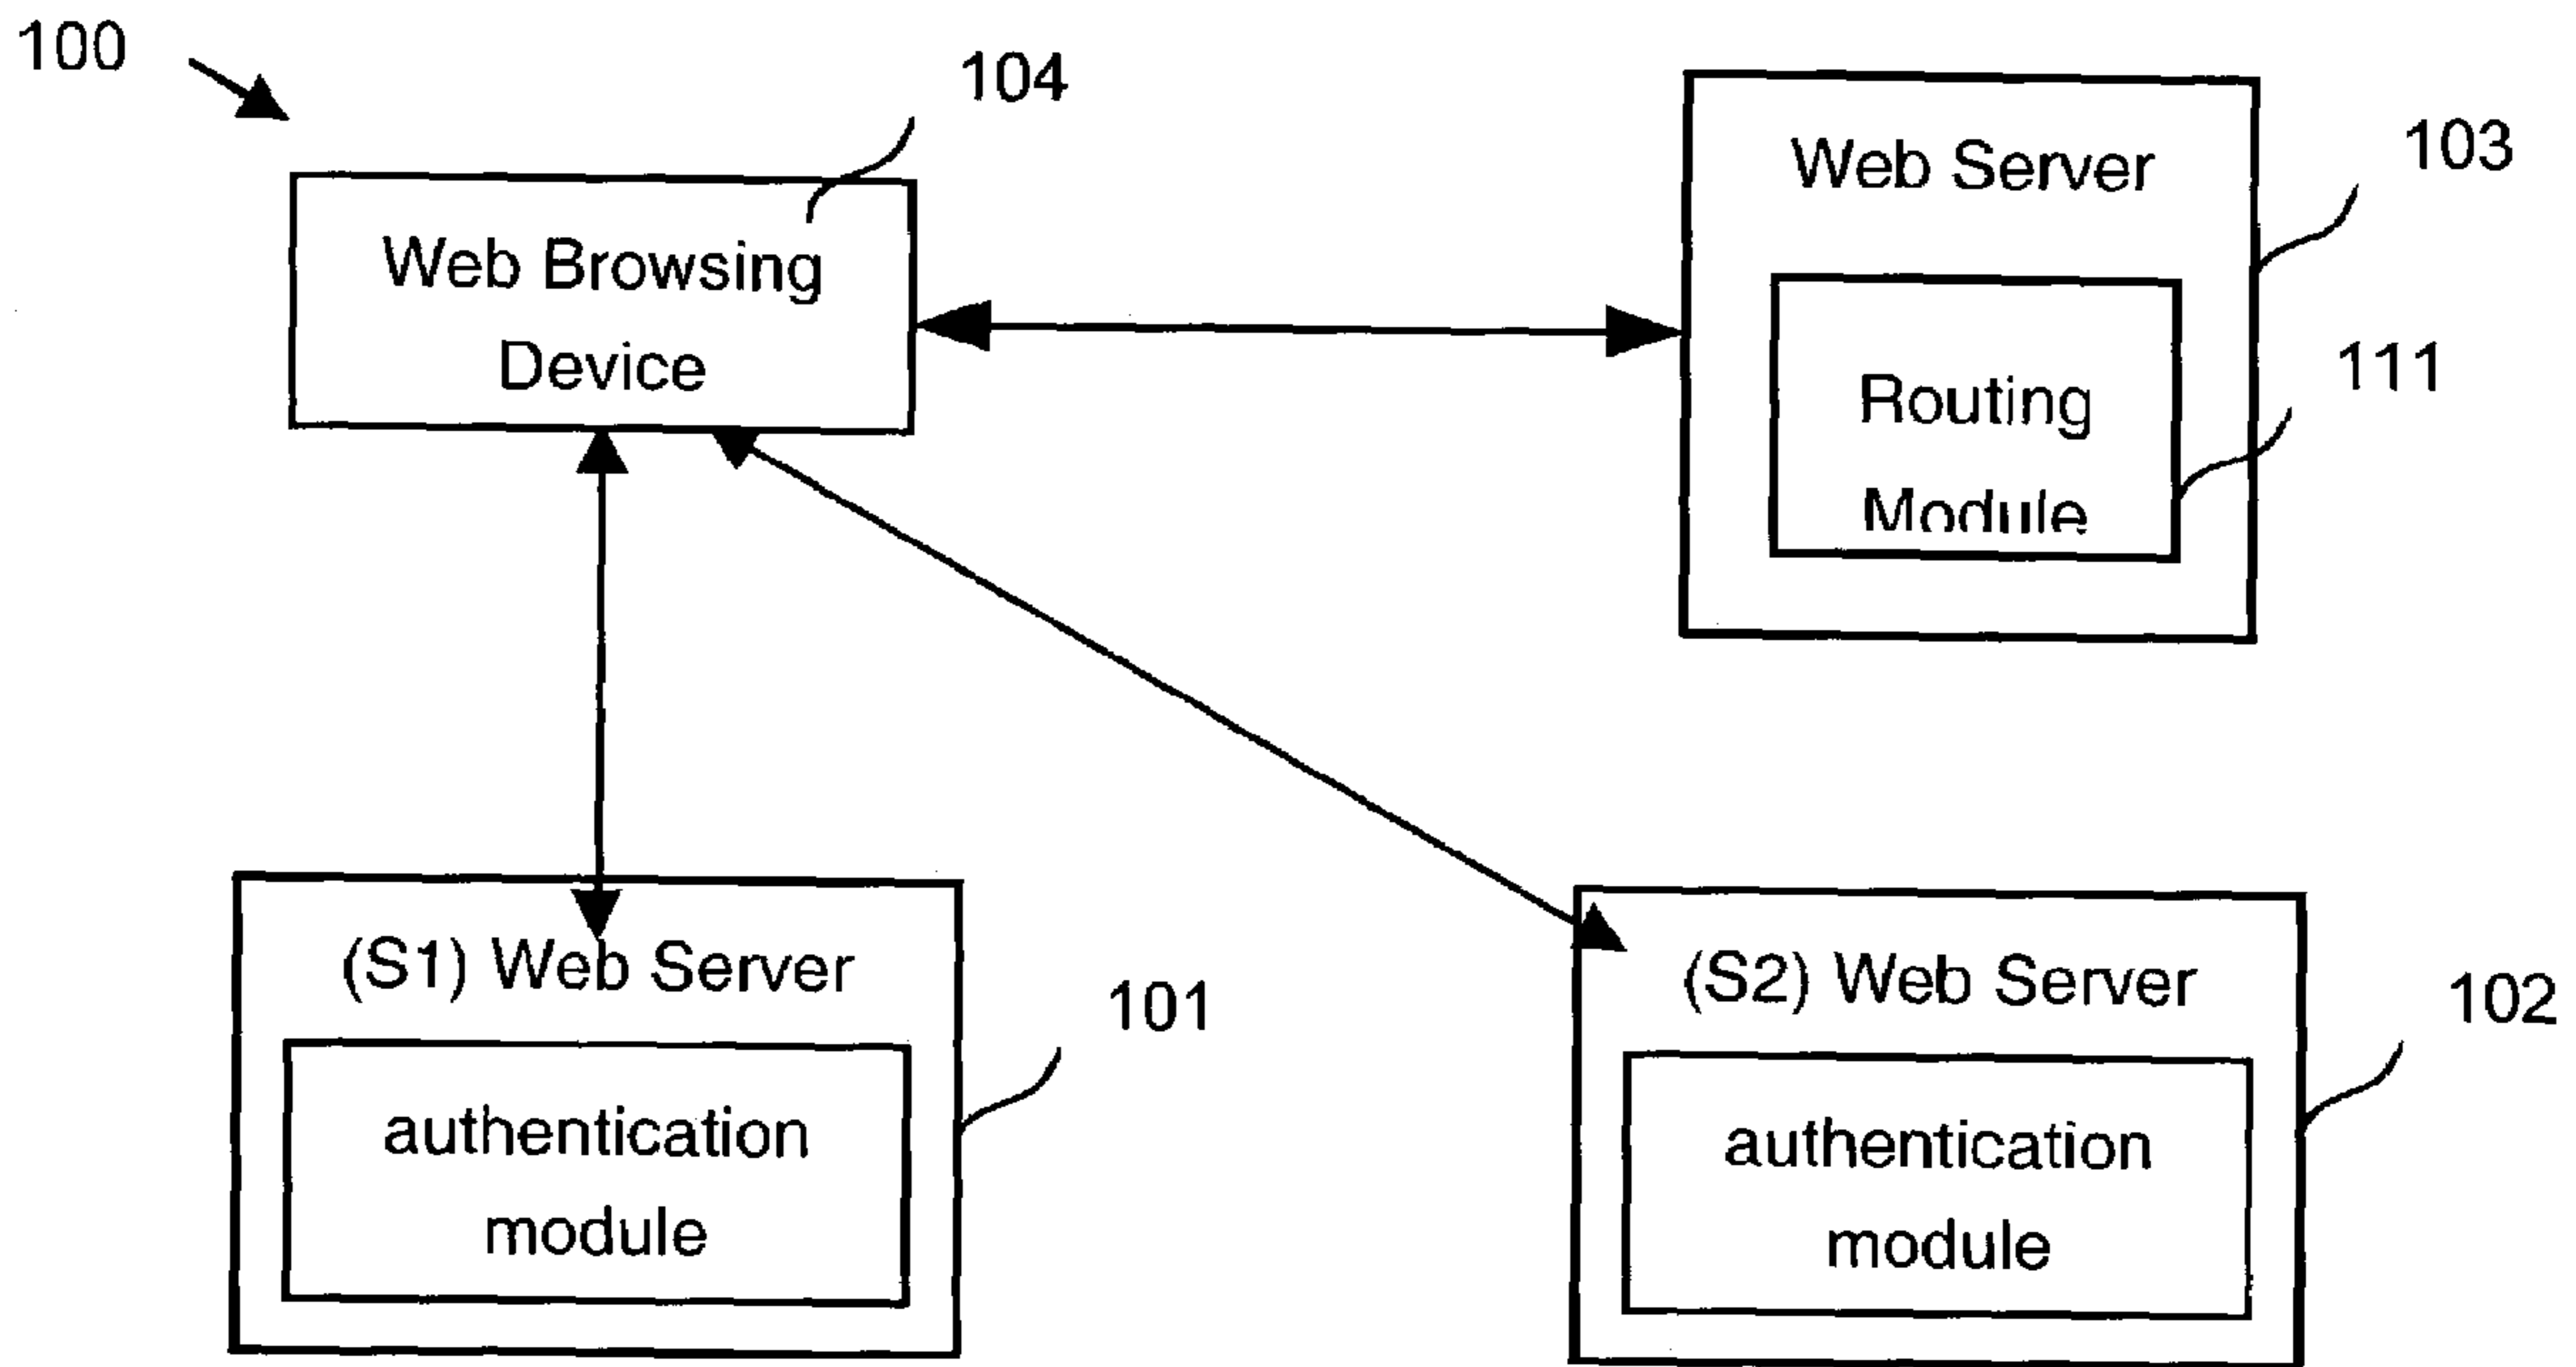 100
104
Web Browsing
Device
Web Server
103
Routing
Module
111
(S1) Web Server
authentication
module
101
(S2) Web Server
authentication
module
102